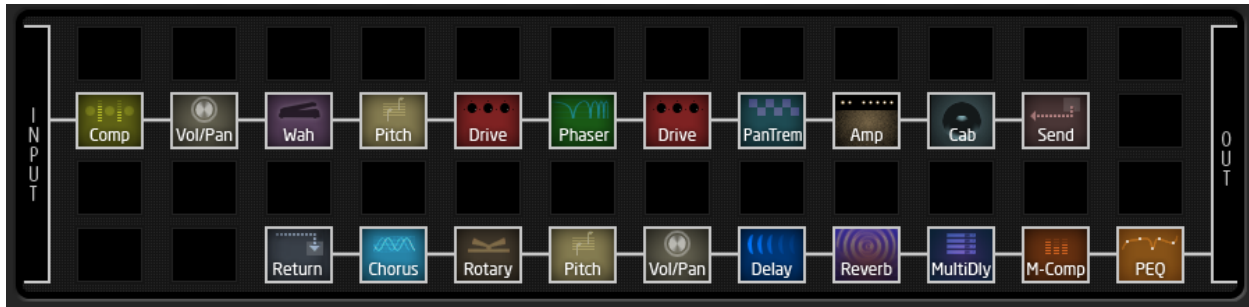 INPUT
Comp Vol/Pan Wah Pitch Drive Phaser Drive PanTrem Amp Cab Send
OUT
Return Chorus Rotary Pitch Vol/Pan Delay Reverb MultiDly M-Comp PEQ